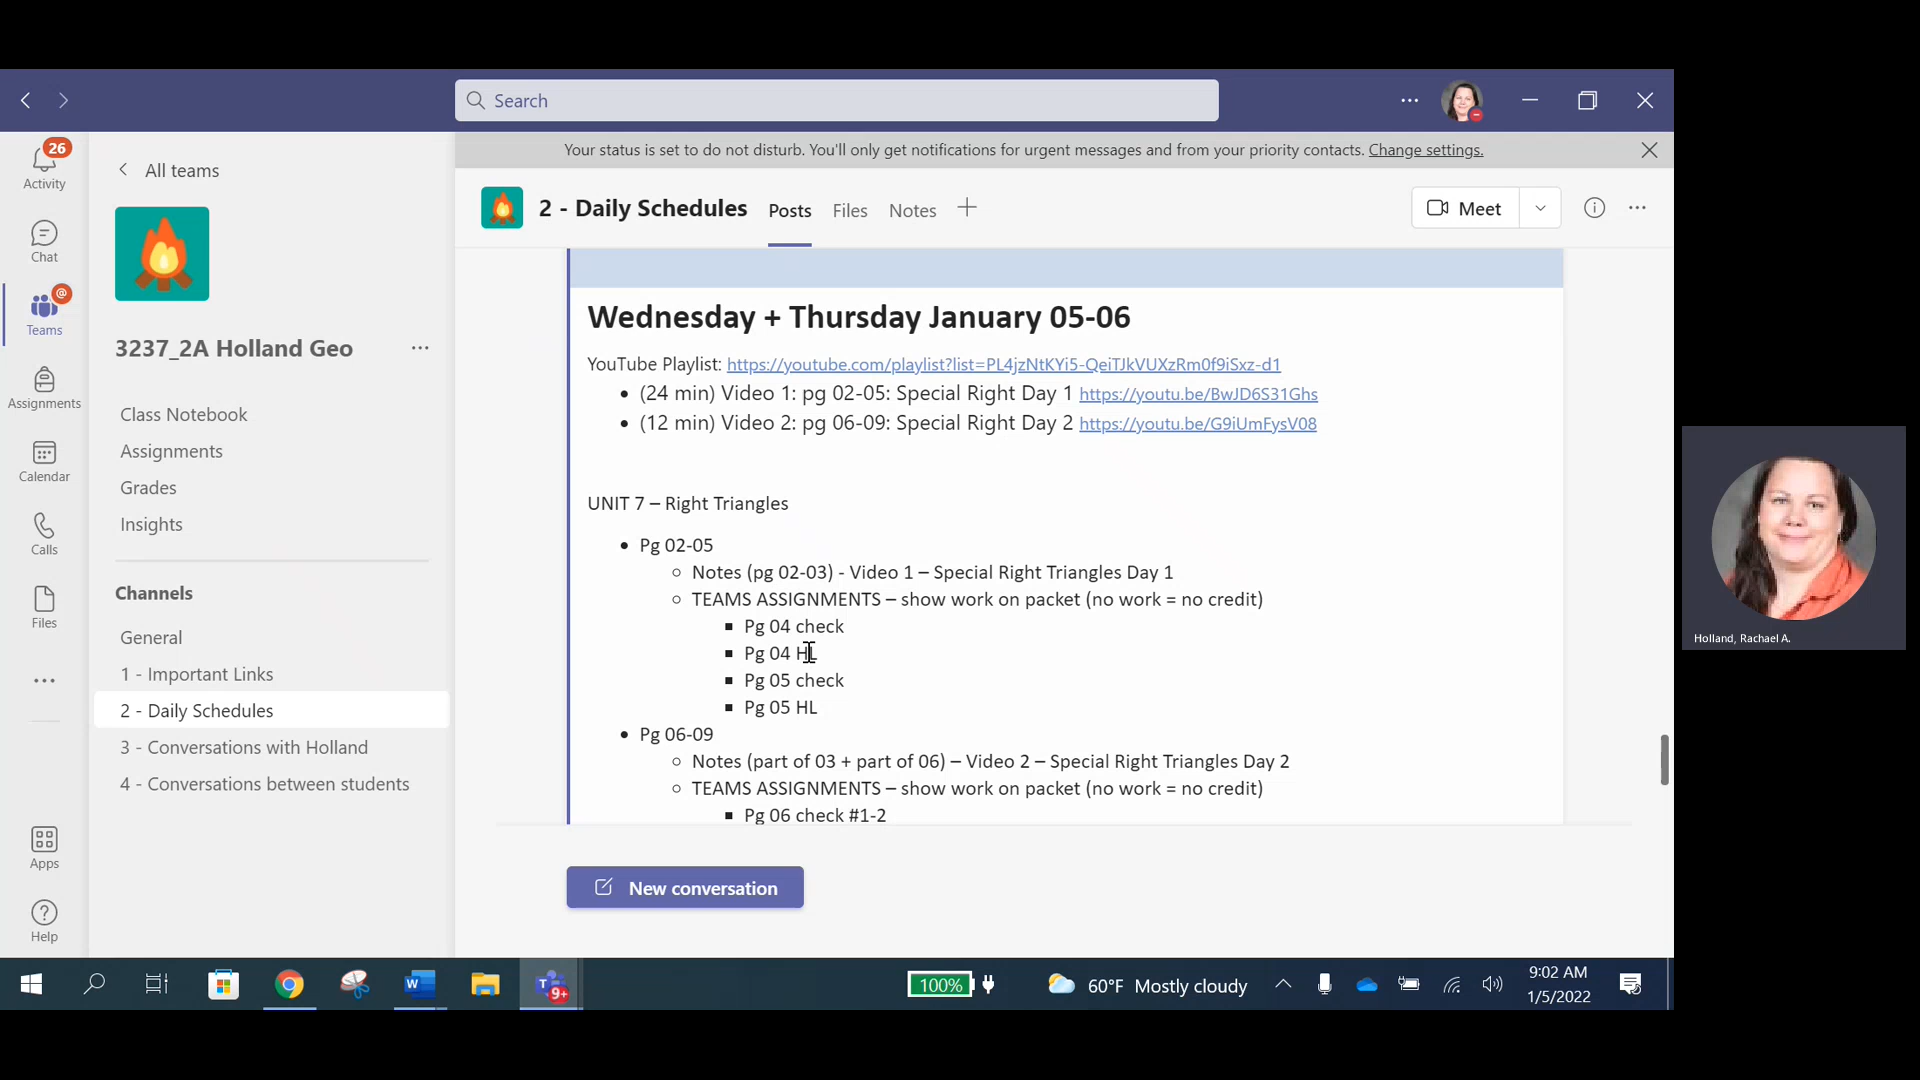 Search
Your status is set to do not disturb. You'll only get notifications for urgent messages and from your priority contacts. Change settings.
26
Activity
Chat
@
Teams
Assignments
Calendar
Calls
Files
Apps
Help
All teams
3237_2A Holland Geo
Class Notebook
Assignments
Grades
Insights
Channels
General
1 - Important Links
2 - Daily Schedules
3 - Conversations with Holland
4 - Conversations between students
2 - Daily Schedules Posts Files Notes
Meet
Wednesday + Thursday January 05-06
YouTube Playlist: https://youtube.com/playlist?list=PL4jzNtKYi5-QeiTJkVUXzRm0f9iSxz-d1
(24 min) Video 1: pg 02-05: Special Right Day 1 https://youtu.be/BwJD6S31Ghs
(12 min) Video 2: pg 06-09: Special Right Day 2 https://youtu.be/G9iUmFysV08
UNIT 7 – Right Triangles
Pg 02-05
Notes (pg 02-03) - Video 1 – Special Right Triangles Day 1
TEAMS ASSIGNMENTS – show work on packet (no work = no credit)
Pg 04 check
Pg 04 HL
Pg 05 check
Pg 05 HL
Pg 06-09
Notes (part of 03 + part of 06) – Video 2 – Special Right Triangles Day 2
TEAMS ASSIGNMENTS – show work on packet (no work = no credit)
Pg 06 check #1-2
New conversation
Holland, Rachael A.
W
T
9+
100%
60°F Mostly cloudy
9:02 AM
1/5/2022